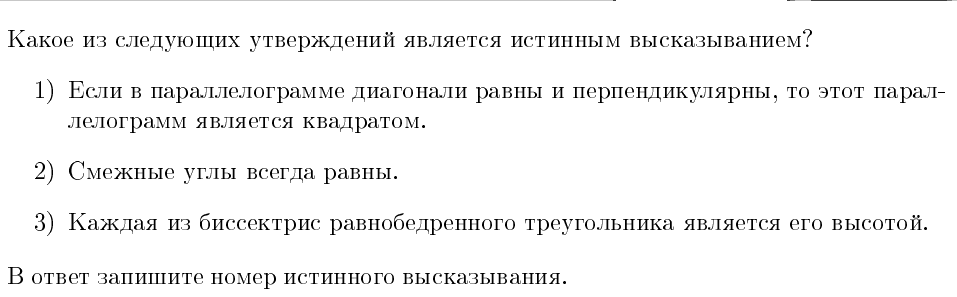 Какое из следующих утверждений является истинным высказыванием?
1) Если в параллелограмме диагонали равны и перпендикулярны, то этот парал-
лелограмм является квадратом.
2) Смежные углы всегда равны.
3) Каждая из биссектрис равнобедренного треугольника является его высотой.
В ответ запишите номер истинного высказывания.